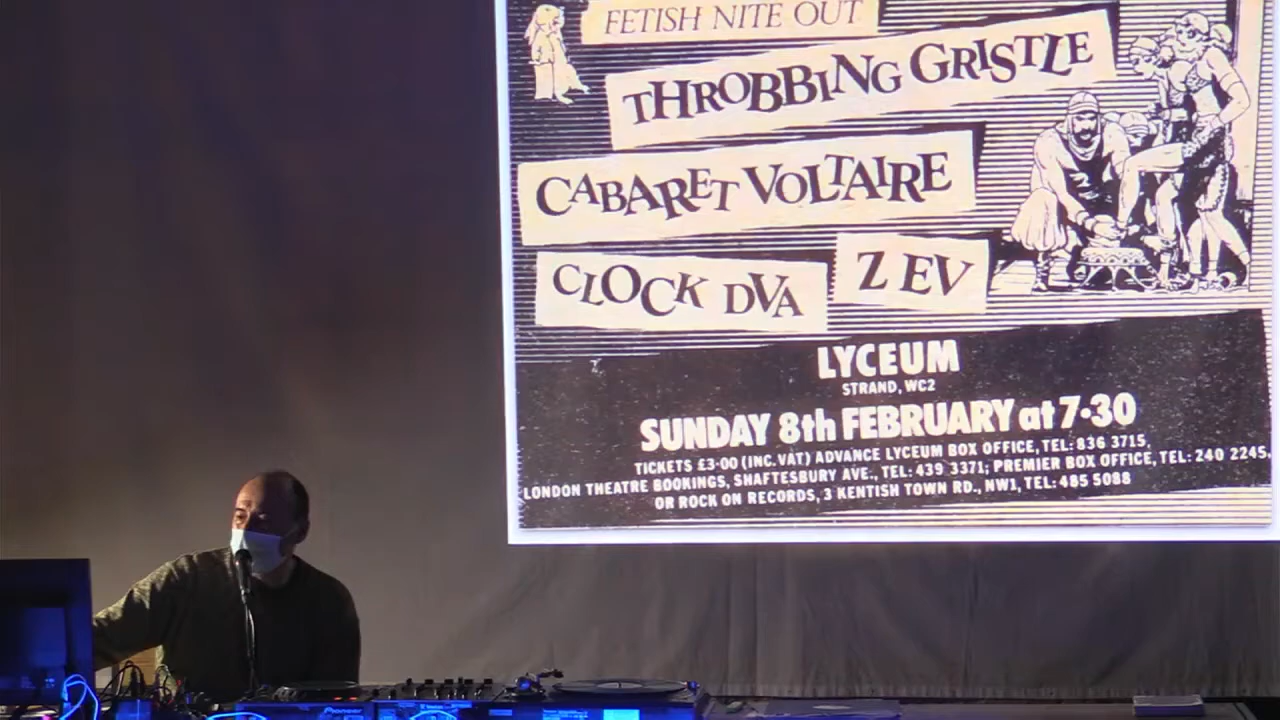 FETISH NITE OUT
THROBBING GRISTLE
CABARET VOLTAIRE
CLOCK DVA
Z EV
LYCEUM
STRAND, WC2
SUNDAY 8th FEBRUARY at 7·30
TICKETS £3·00 (INC. VAT) ADVANCE LYCEUM BOX OFFICE, TEL: 836 3715,
LONDON THEATRE BOOKINGS, SHAFTESBURY AVE., TEL: 439 3371; PREMIER BOX OFFICE, TEL: 240 2245,
OR ROCK ON RECORDS, 3 KENTISH TOWN RD., NW1, TEL: 485 5088
Pioneer